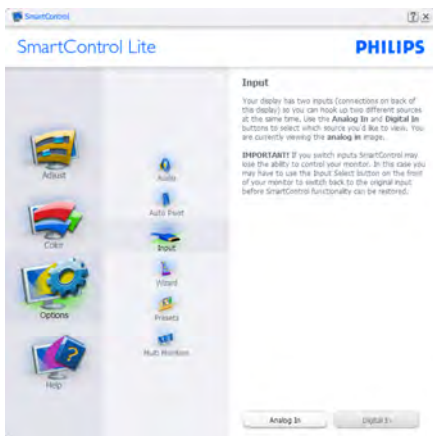 SmartControl
SmartControl Lite
PHILIPS
Adjust
Color
Options
Help
Audio
Auto Pivot
Input
Wizard
Presets
Multi Monitors
Input
Your display has two inputs (connections on back of
the display) so you can hook up two different sources
at the same time. Use the Analog In and Digital in
buttons to select which source you'd like to view. You
are currently viewing the analog in image.
IMPORTANT! If you switch inputs SmartControl may
lose the ability to control your monitor. In the case you
may have to use the Input Select button on the front
of your monitor to switch back to the original input
before SmartControl functionality can be restored.
Analog In
Digital In